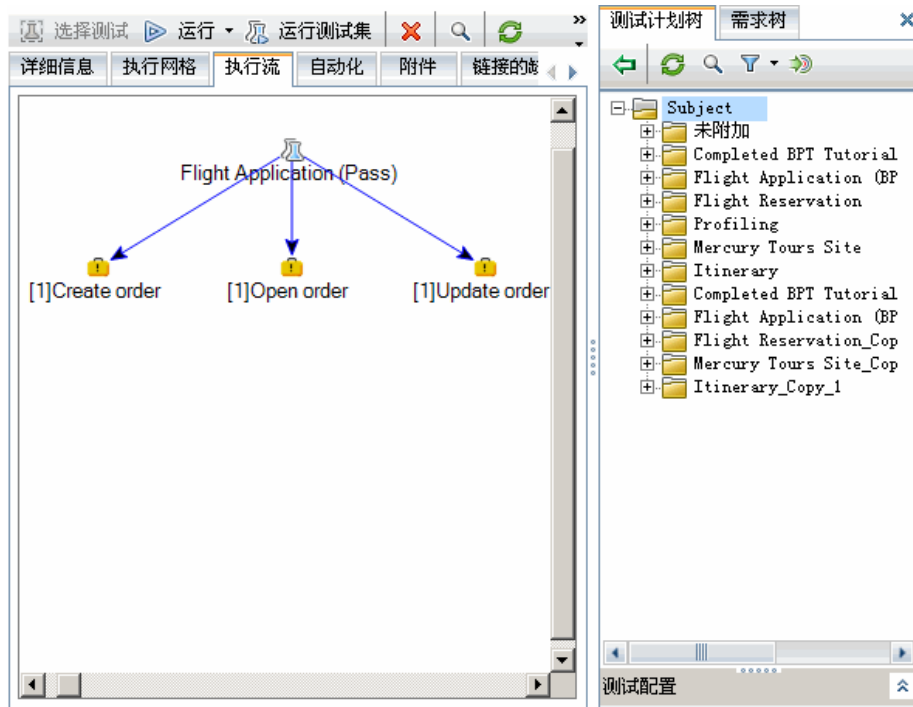 选择测试 运行 运行测试集
详细信息 执行网格 执行流 自动化 附件 链接的
Flight Application (Pass)
[1]Create order [1]Open order [1]Update order
测试计划树 需求树
Subject
未附加
Completed BPT Tutorial
Flight Application (BP
Flight Reservation
Profiling
Mercury Tours Site
Itinerary
Completed BPT Tutorial
Flight Application (BP
Flight Reservation_Cop
Mercury Tours Site_Cop
Itinerary_Copy_1
测试配置